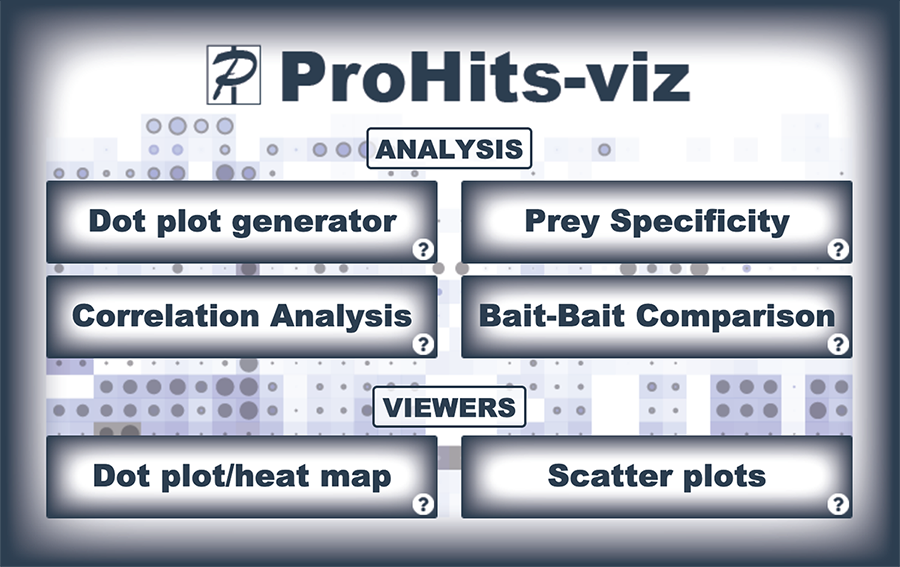 ProHits-viz
ANALYSIS
Dot plot generator
?
Prey Specificity
?
Correlation Analysis
?
Bait-Bait Comparison
?
VIEWERS
Dot plot/heat map
?
Scatter plots
?